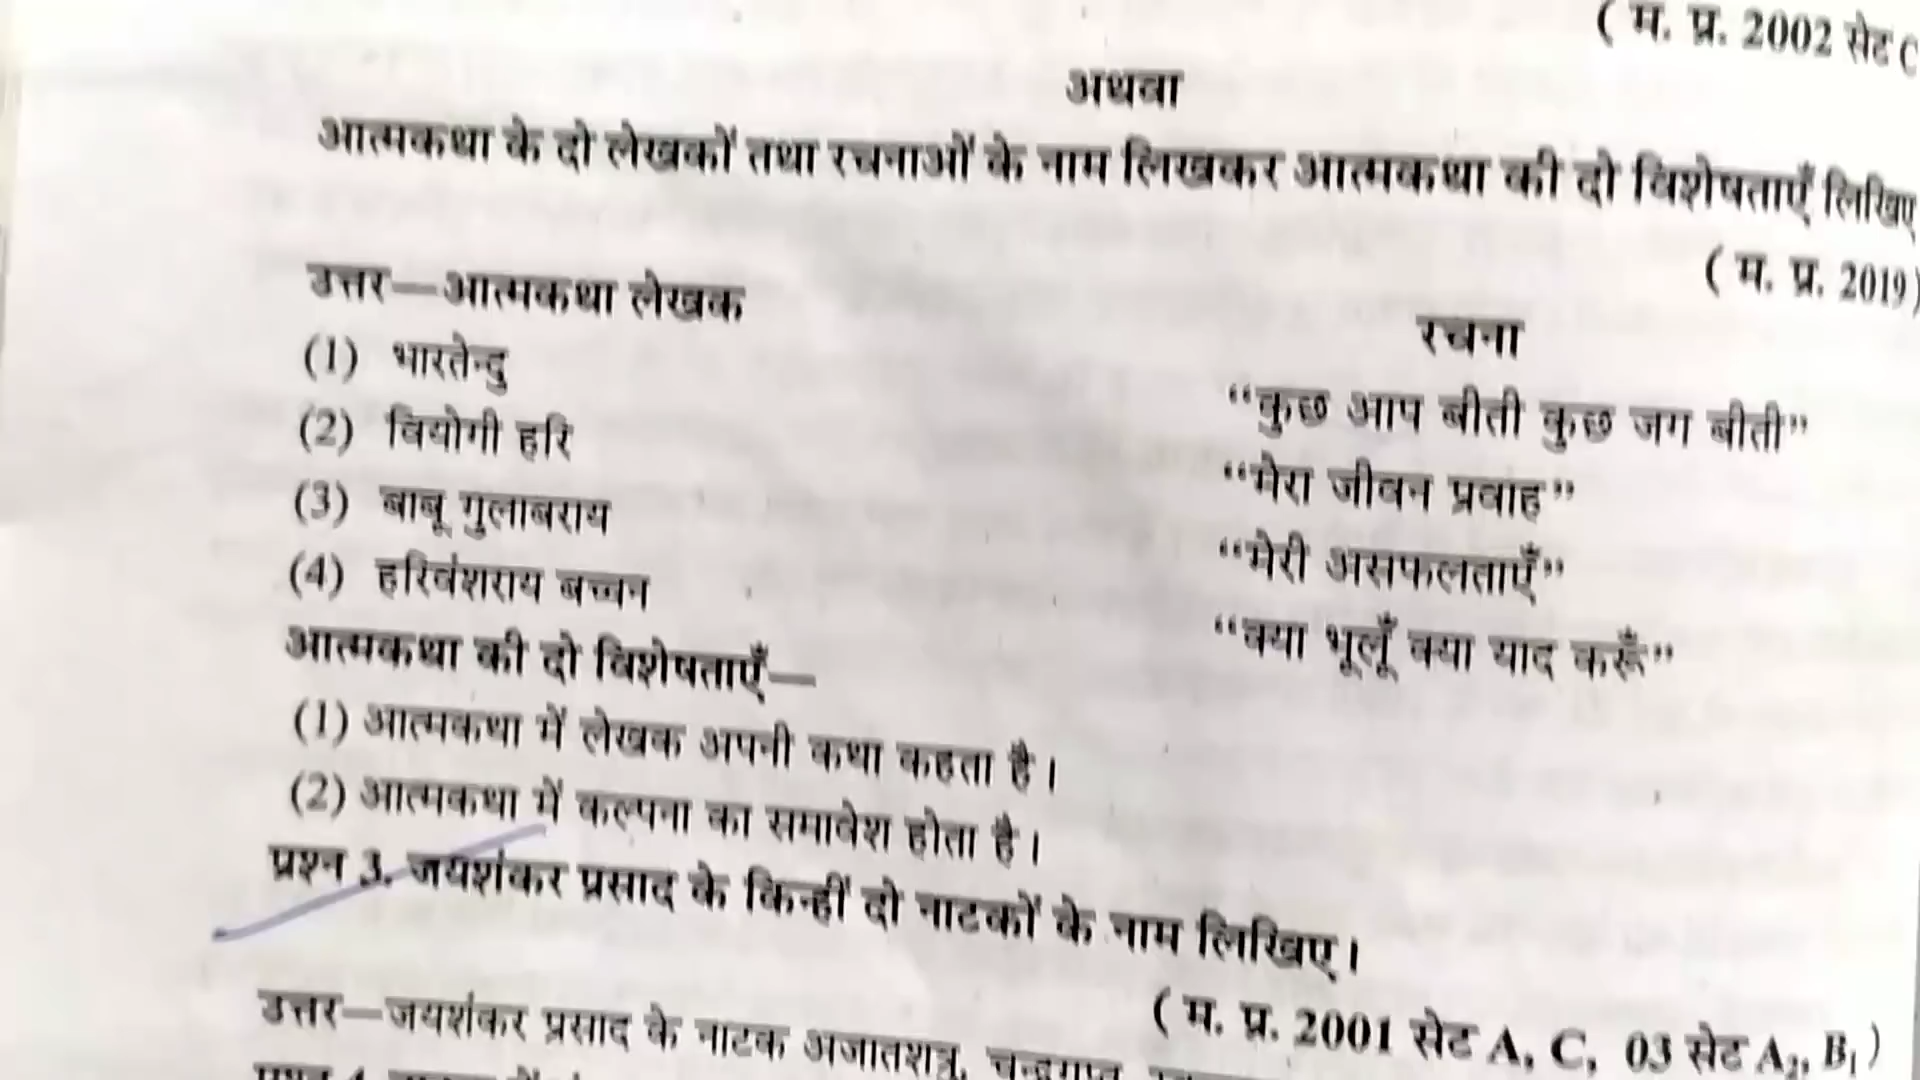 ( म. प्र. 2002 सेट C
अथवा
आत्मकथा के दो लेखकों तथा रचनाओं के नाम लिखकर आत्मकथा की दो विशेषताएँ लिखिए
( म. प्र. 2019)
उत्तर—आत्मकथा लेखक रचना
(1) भारतेन्दु “कुछ आप बीती कुछ जग बीती”
(2) वियोगी हरि “मेरा जीवन प्रवाह”
(3) बाबू गुलाबराय “मेरी असफलताएँ”
(4) हरिवंशराय बच्चन “क्या भूलूँ क्या याद करूँ”
आत्मकथा की दो विशेषताएँ—
(1) आत्मकथा में लेखक अपनी कथा कहता है।
(2) आत्मकथा में कल्पना का समावेश होता है।
प्रश्न 3. जयशंकर प्रसाद के किन्हीं दो नाटकों के नाम लिखिए।
( म. प्र. 2001 सेट A, C, 03 सेट A₂, B₁ )
उत्तर—जयशंकर प्रसाद के नाटक अजातशत्रु, चन्द्रगुप्त,